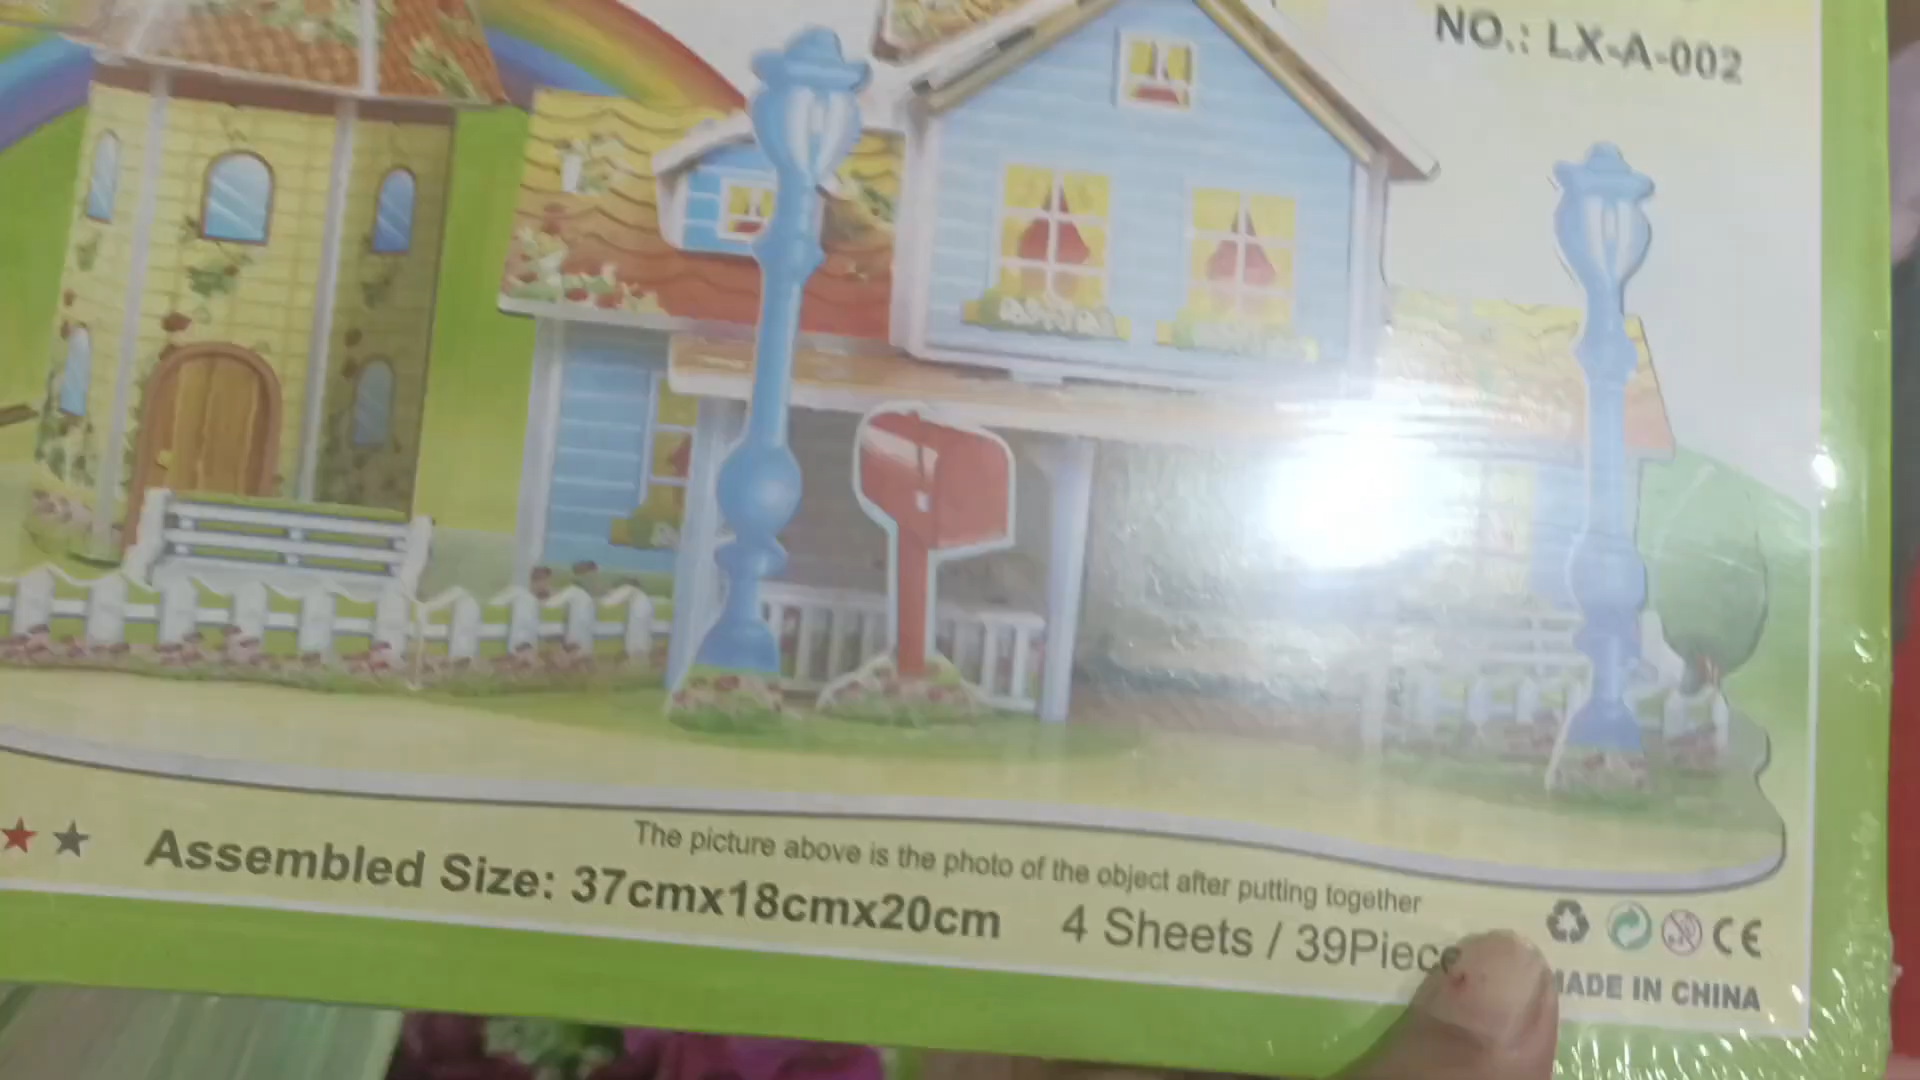 NO.: LX-A-002
The picture above is the photo of the object after putting together
Assembled Size: 37cmx18cmx20cm
4 Sheets / 39Piece
CE
MADE IN CHINA